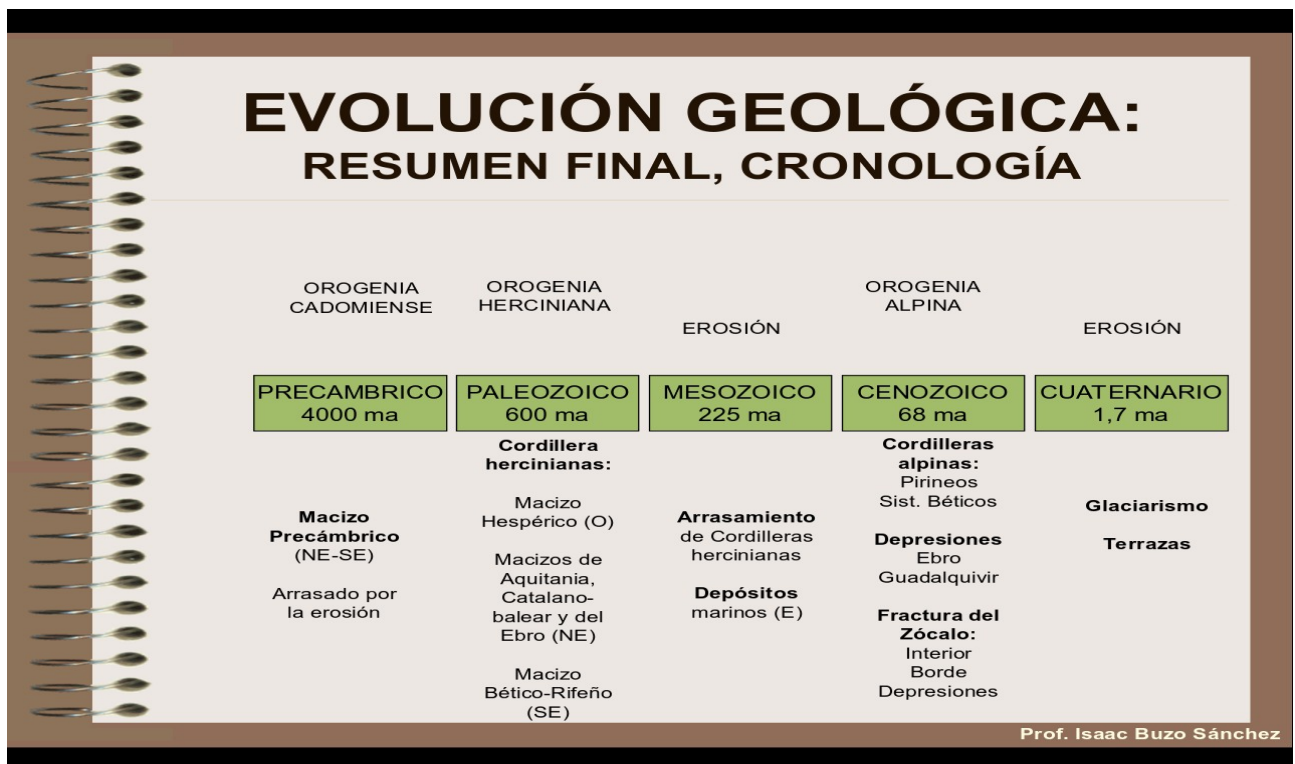 EVOLUCIÓN GEOLÓGICA:
RESUMEN FINAL, CRONOLOGÍA
OROGENIA
CADOMIENSE
OROGENIA
HERCINIANA
EROSIÓN
OROGENIA
ALPINA
EROSIÓN
PRECAMBRICO
4000 ma
PALEOZOICO
600 ma
MESOZOICO
225 ma
CENOZOICO
68 ma
CUATERNARIO
1,7 ma
Macizo
Precámbrico
(NE-SE)
Arrasado por
la erosión
Cordillera
hercinianas:
Macizo
Hespérico (O)
Macizos de
Aquitania,
Catalano-
balear y del
Ebro (NE)
Macizo
Bético-Rifeño
(SE)
Arrasamiento
de Cordilleras
hercinianas
Depósitos
marinos (E)
Cordilleras
alpinas:
Pirineos
Sist. Béticos
Depresiones
Ebro
Guadalquivir
Fractura del
Zócalo:
Interior
Borde
Depresiones
Glaciarismo
Terrazas
Prof. Isaac Buzo Sánchez